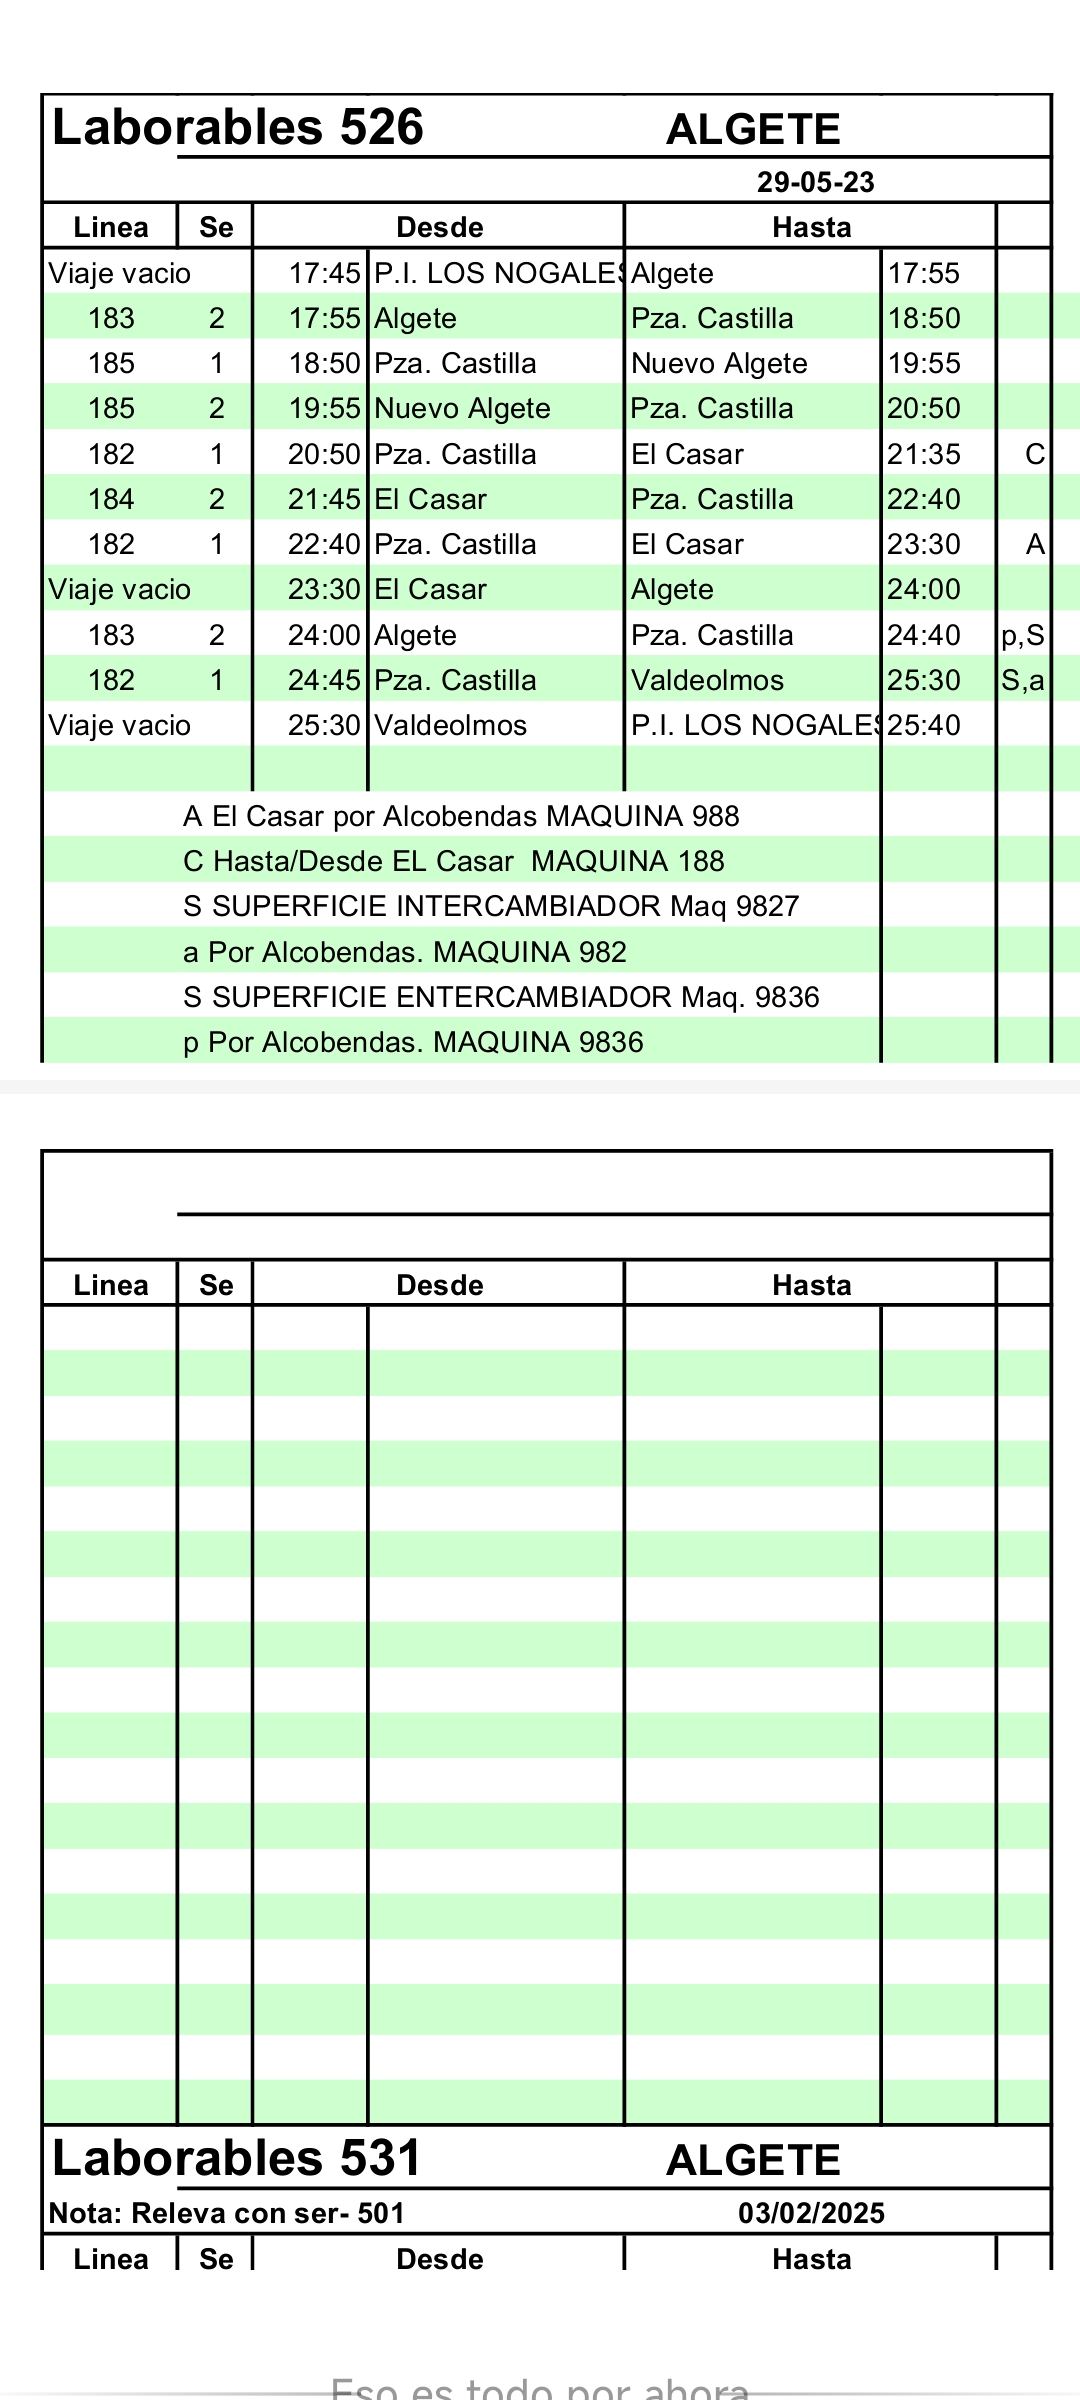 Laborables 526 ALGETE
29-05-23
Linea Se Desde Hasta
Viaje vacio 17:45 P.I. LOS NOGALES Algete 17:55
183 2 17:55 Algete Pza. Castilla 18:50
185 1 18:50 Pza. Castilla Nuevo Algete 19:55
185 2 19:55 Nuevo Algete Pza. Castilla 20:50
182 1 20:50 Pza. Castilla El Casar 21:35 C
184 2 21:45 El Casar Pza. Castilla 22:40
182 1 22:40 Pza. Castilla El Casar 23:30 A
Viaje vacio 23:30 El Casar Algete 24:00
183 2 24:00 Algete Pza. Castilla 24:40 p,S
182 1 24:45 Pza. Castilla Valdeolmos 25:30 S,a
Viaje vacio 25:30 Valdeolmos P.I. LOS NOGALES 25:40
A El Casar por Alcobendas MAQUINA 988
C Hasta/Desde EL Casar MAQUINA 188
S SUPERFICIE INTERCAMBIADOR Maq 9827
a Por Alcobendas. MAQUINA 982
S SUPERFICIE ENTERCAMBIADOR Maq. 9836
p Por Alcobendas. MAQUINA 9836
Linea Se Desde Hasta
Laborables 531 ALGETE
Nota: Releva con ser- 501 03/02/2025
Linea Se Desde Hasta
Eso es todo por ahora